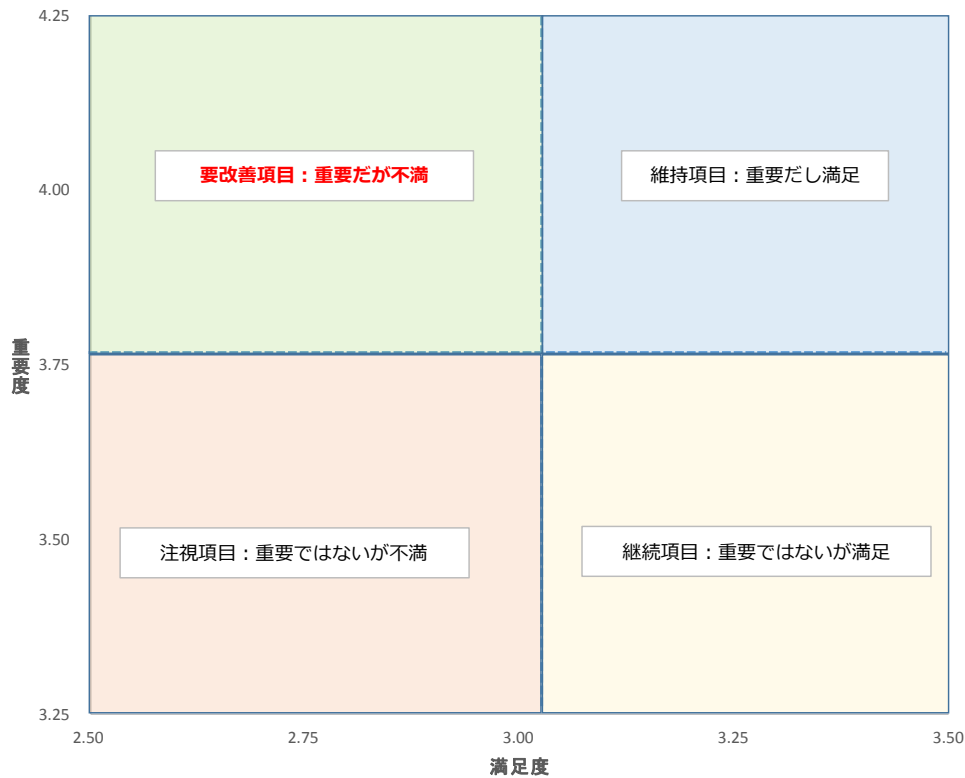 4.25
要改善項目：重要だが不満
維持項目：重要だし満足
4.00
重要度
3.75
注視項目：重要ではないが不満
継続項目：重要ではないが満足
3.50
3.25
2.50
2.75
3.00
3.25
3.50
満足度